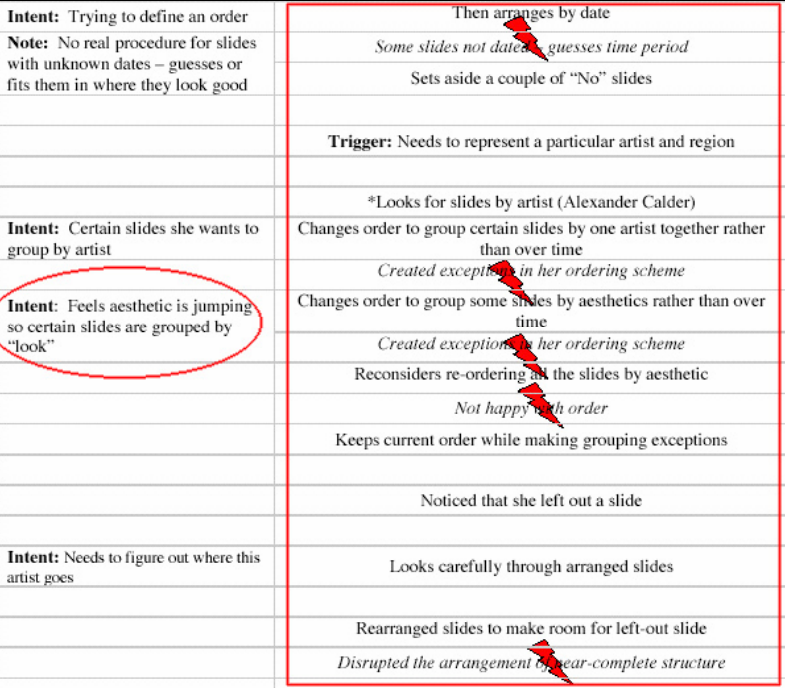 Intent: Trying to define an order
Then arranges by date
Note: No real procedure for slides
with unknown dates – guesses or
fits them in where they look good
Some slides not dated – guesses time period
Sets aside a couple of “No” slides
Trigger: Needs to represent a particular artist and region
*Looks for slides by artist (Alexander Calder)
Intent: Certain slides she wants to
group by artist
Changes order to group certain slides by one artist together rather
than over time
Created exceptions in her ordering scheme
Intent: Feels aesthetic is jumping
so certain slides are grouped by
“look”
Changes order to group some slides by aesthetics rather than over
time
Created exceptions in her ordering scheme
Reconsiders re-ordering all the slides by aesthetic
Not happy with order
Keeps current order while making grouping exceptions
Noticed that she left out a slide
Intent: Needs to figure out where this
artist goes
Looks carefully through arranged slides
Rearranged slides to make room for left-out slide
Disrupted the arrangement of near-complete structure